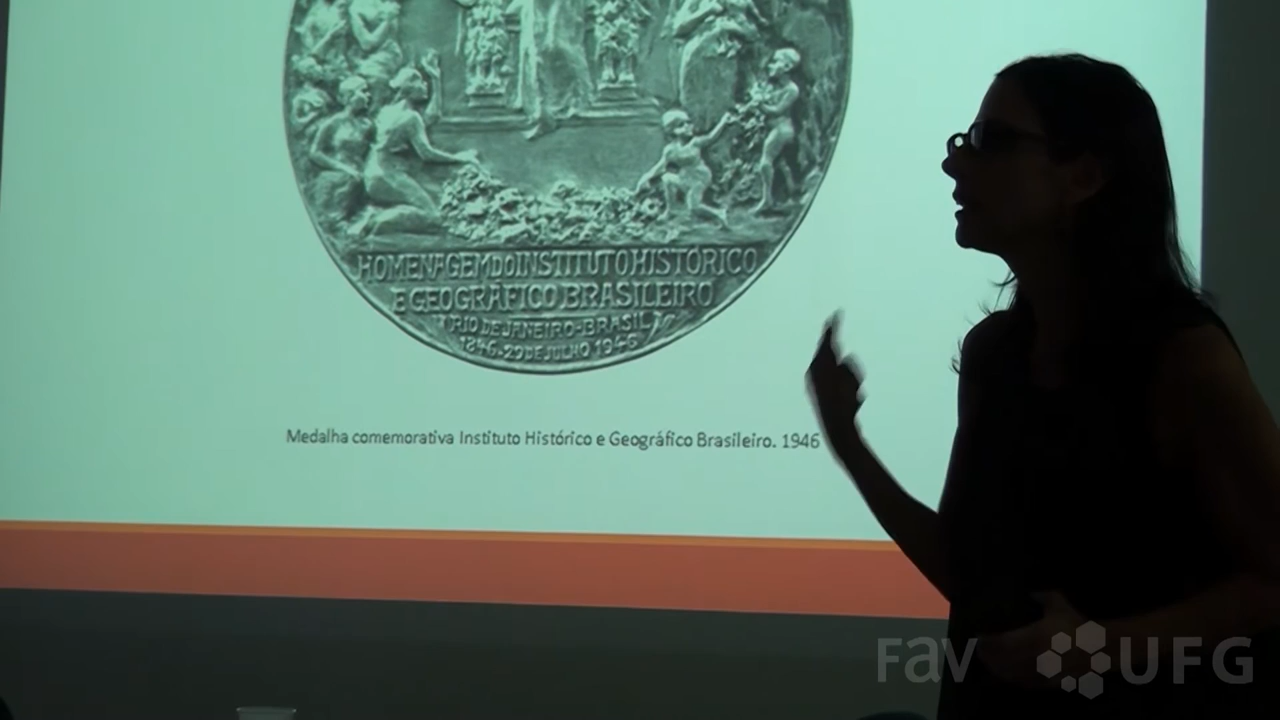 HOMENAGEM DO INSTITUTO HISTÓRICO
E GEOGRÁFICO BRASILEIRO
RIO DE JANEIRO-BRASIL
1846-29 DE JULHO 1946
Medalha comemorativa Instituto Histórico e Geográfico Brasileiro. 1946
Fav UFG